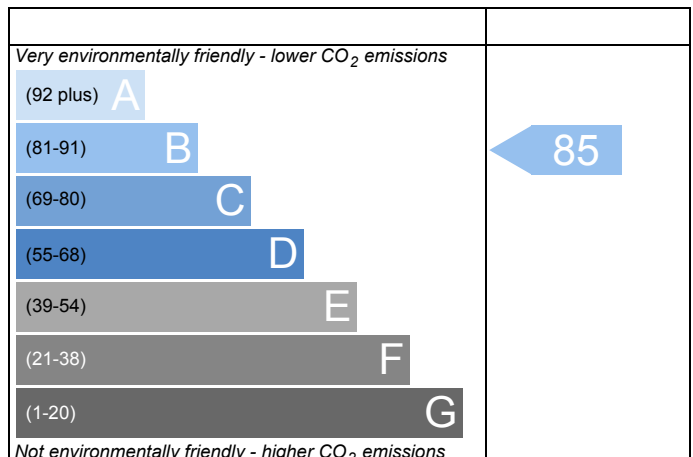 Very environmentally friendly - lower CO₂ emissions
(92 plus) A
(81-91) B 85
(69-80) C
(55-68) D
(39-54) E
(21-38) F
(1-20) G
Not environmentally friendly - higher CO₂ emissions